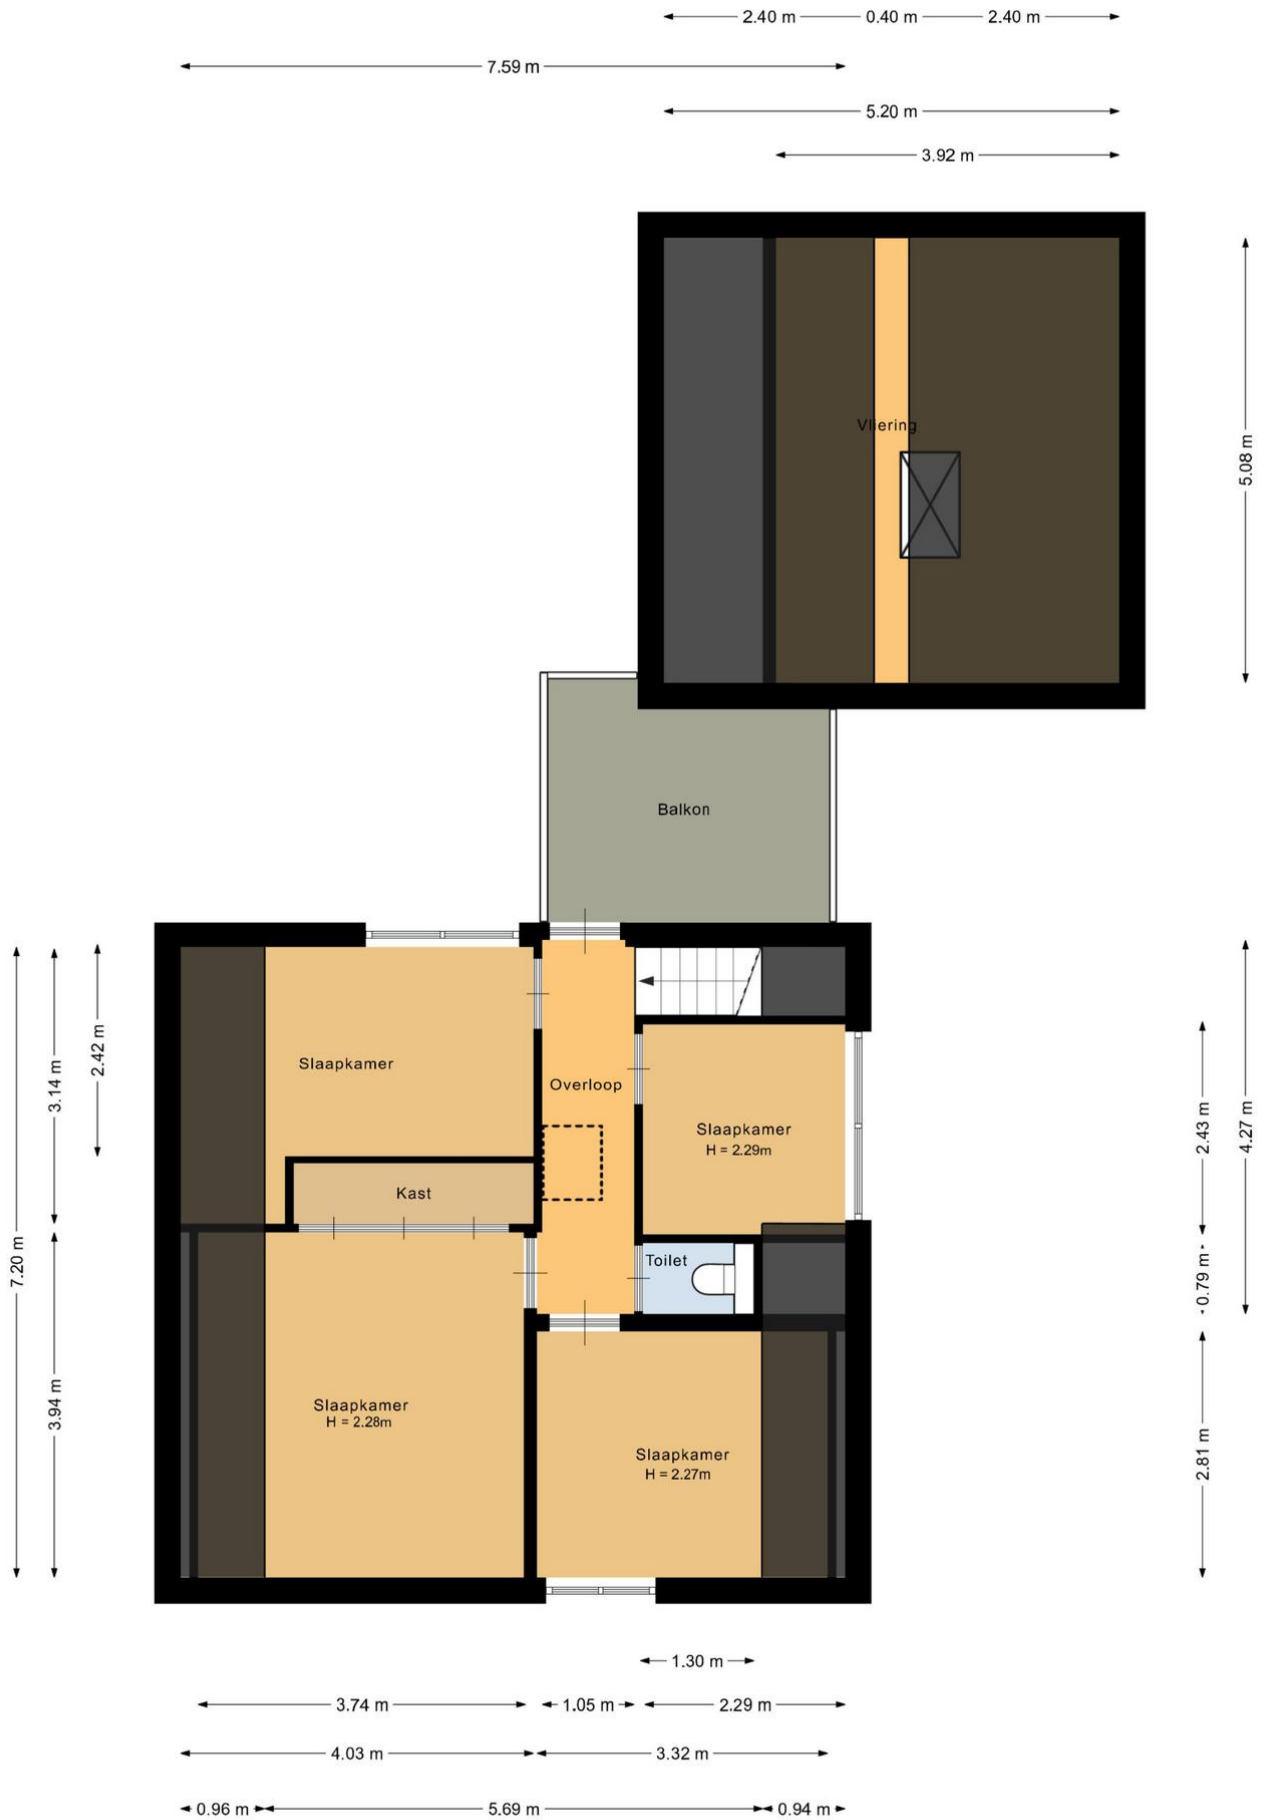 2.40 m 0.40 m 2.40 m
7.59 m
5.20 m
3.92 m
Vliering
5.08 m
Balkon
Slaapkamer
Overloop
Slaapkamer
H = 2.29m
Kast
Toilet
Slaapkamer
H = 2.28m
Slaapkamer
H = 2.27m
7.20 m
3.14 m
3.94 m
2.42 m
2.43 m
0.79 m
2.81 m
4.27 m
1.30 m
3.74 m 1.05 m 2.29 m
4.03 m 3.32 m
0.96 m 5.69 m 0.94 m